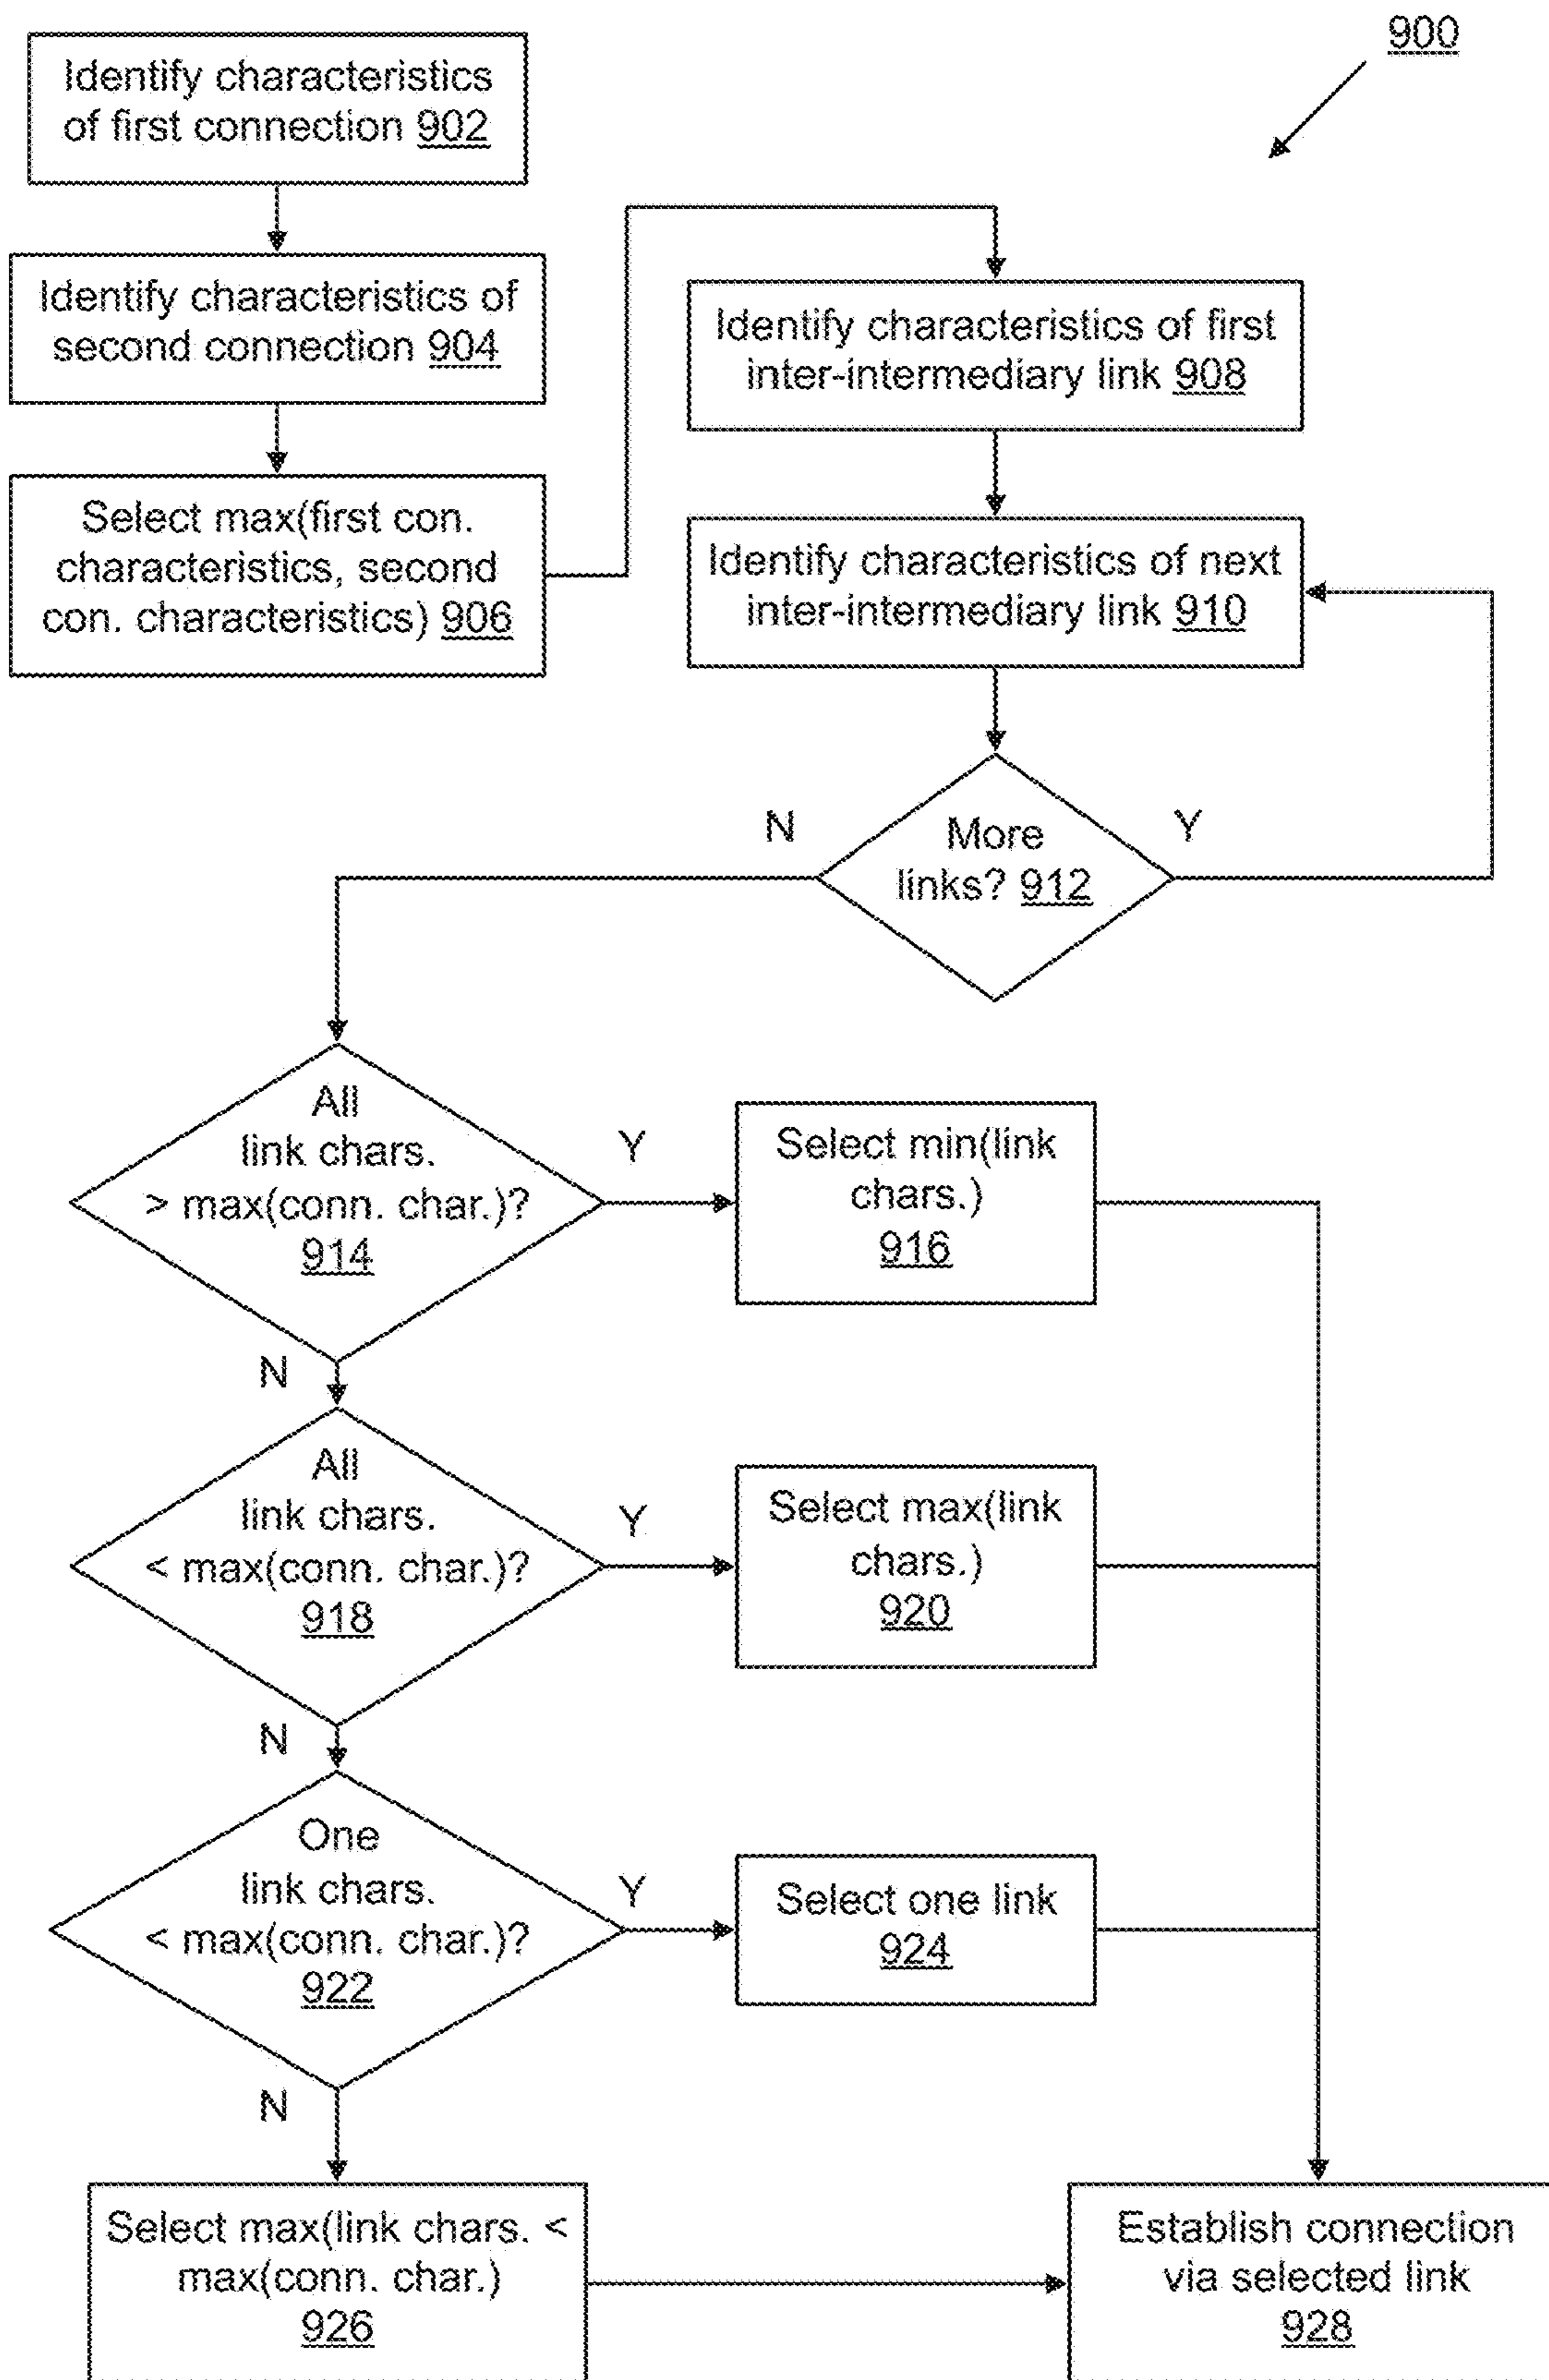 900
Identify characteristics
of first connection 902
Identify characteristics of
second connection 904
Select max(first con.
characteristics, second
con. characteristics) 906
Identify characteristics of first
inter-intermediary link 908
Identify characteristics of next
inter-intermediary link 910
More
links? 912
N
Y
All
link chars.
> max(conn. char.)?
914
Y
N
Select min(link
chars.)
916
All
link chars.
< max(conn. char.)?
918
Y
N
Select max(link
chars.)
920
One
link chars.
< max(conn. char.)?
922
Y
N
Select one link
924
Select max(link chars. <
max(conn. char.)
926
Establish connection
via selected link
928